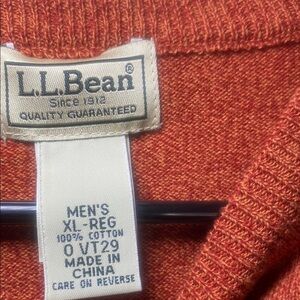 L.L.Bean®
Since 1912
QUALITY GUARANTEED
MEN'S
XL-REG
100% COTTON
0 VT29
MADE IN
CHINA
CARE ON REVERSE